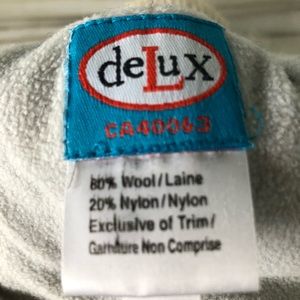 deLux
CA40063
80% Wool/Laine
20% Nylon/Nylon
Exclusive of Trim/
Garniture Non Comprise